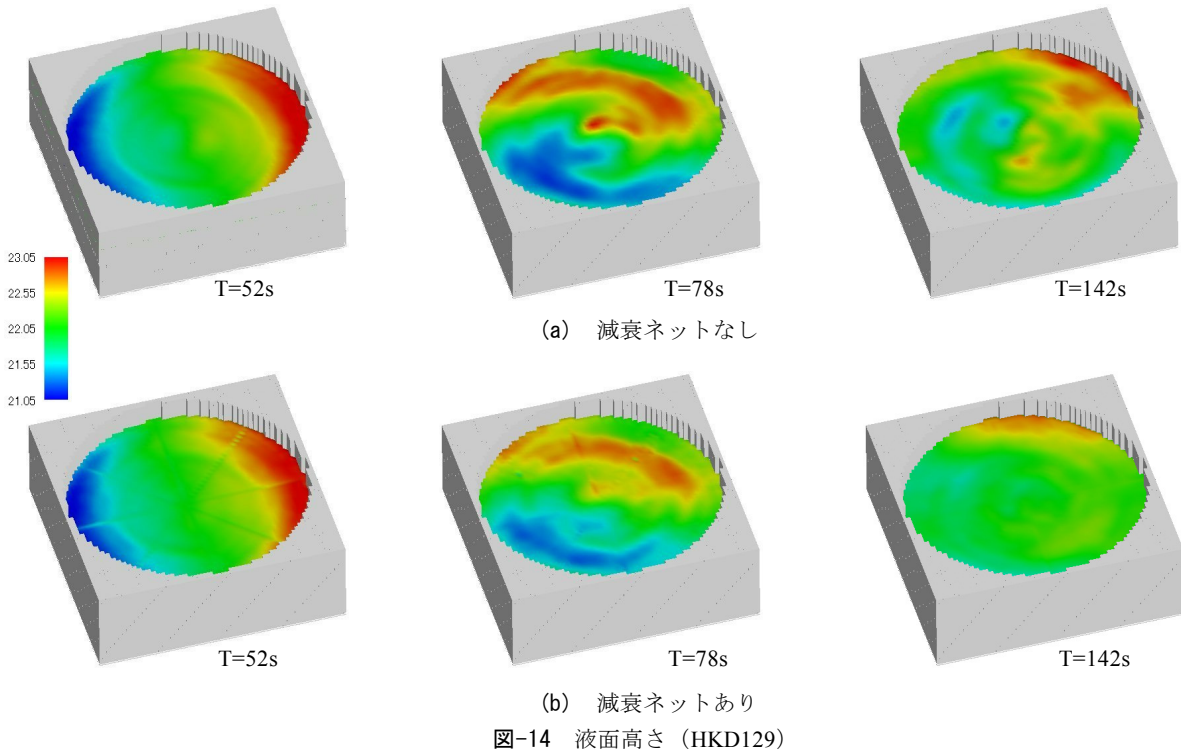 23.05
22.55
22.05
21.55
21.05
T=52s
T=78s
T=142s
(a) 減衰ネットなし
T=52s
T=78s
T=142s
(b) 減衰ネットあり
図-14 液面高さ（HKD129）